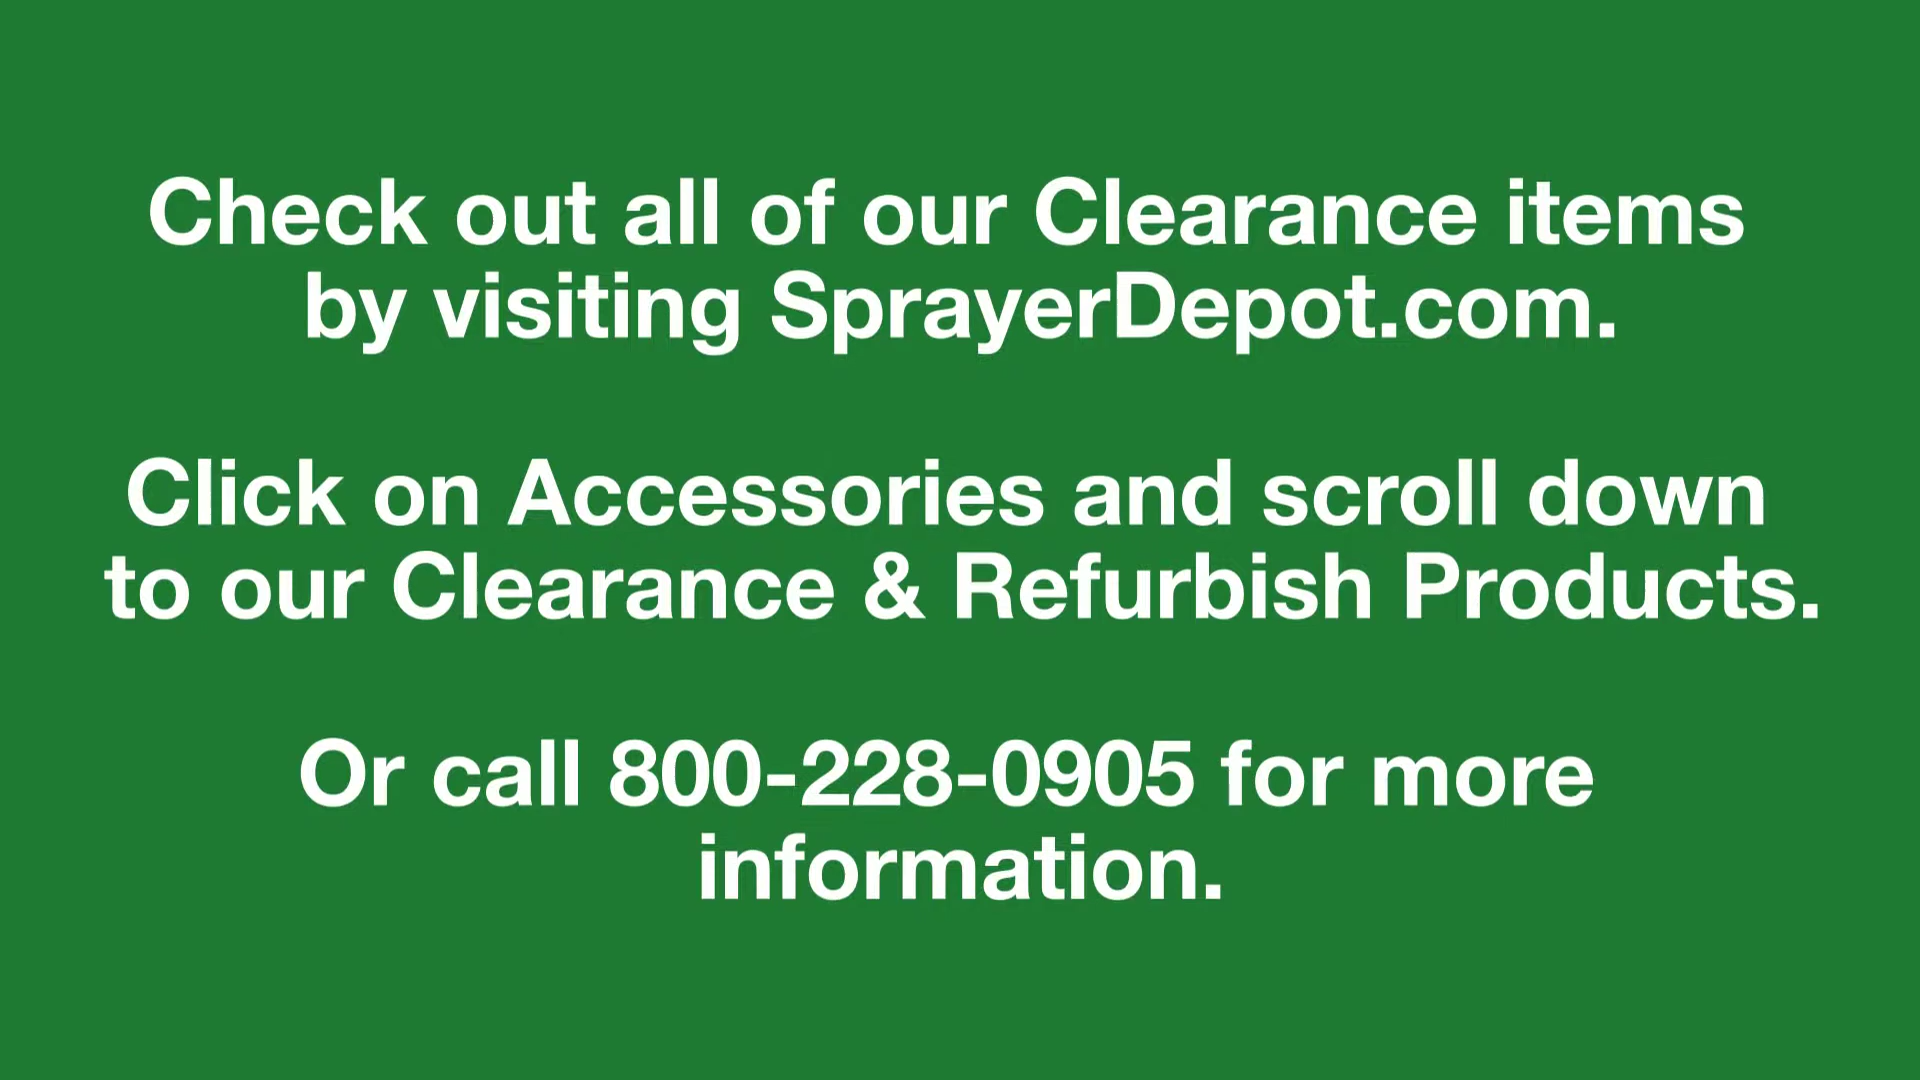 Check out all of our Clearance items
by visiting SprayerDepot.com.
Click on Accessories and scroll down
to our Clearance & Refurbish Products.
Or call 800-228-0905 for more
information.